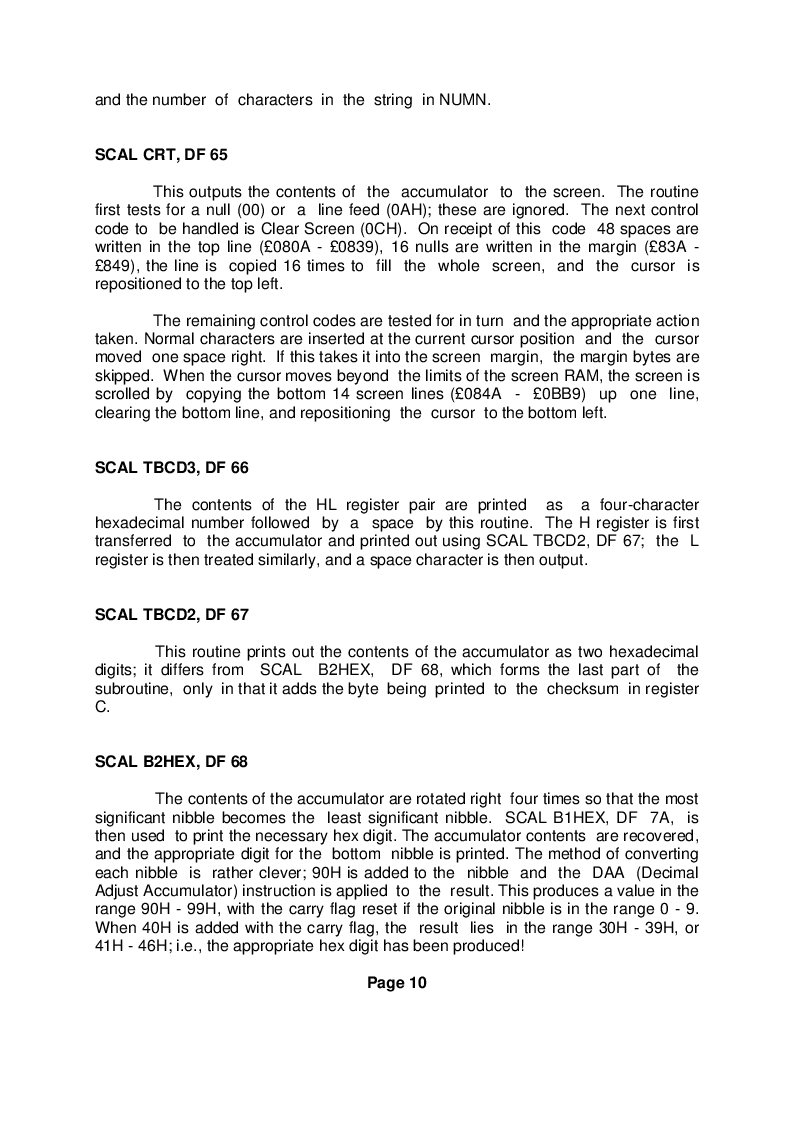 and the number of characters in the string in NUMN.
SCAL CRT, DF 65
This outputs the contents of the accumulator to the screen. The routine
first tests for a null (00) or a line feed (0AH); these are ignored. The next control
code to be handled is Clear Screen (0CH). On receipt of this code 48 spaces are
written in the top line (£080A - £0839), 16 nulls are written in the margin (£83A -
£849), the line is copied 16 times to fill the whole screen, and the cursor is
repositioned to the top left.
The remaining control codes are tested for in turn and the appropriate action
taken. Normal characters are inserted at the current cursor position and the cursor
moved one space right. If this takes it into the screen margin, the margin bytes are
skipped. When the cursor moves beyond the limits of the screen RAM, the screen is
scrolled by copying the bottom 14 screen lines (£084A - £0BB9) up one line,
clearing the bottom line, and repositioning the cursor to the bottom left.
SCAL TBCD3, DF 66
The contents of the HL register pair are printed as a four-character
hexadecimal number followed by a space by this routine. The H register is first
transferred to the accumulator and printed out using SCAL TBCD2, DF 67; the L
register is then treated similarly, and a space character is then output.
SCAL TBCD2, DF 67
This routine prints out the contents of the accumulator as two hexadecimal
digits; it differs from SCAL B2HEX, DF 68, which forms the last part of the
subroutine, only in that it adds the byte being printed to the checksum in register
C.
SCAL B2HEX, DF 68
The contents of the accumulator are rotated right four times so that the most
significant nibble becomes the least significant nibble. SCAL B1HEX, DF 7A, is
then used to print the necessary hex digit. The accumulator contents are recovered,
and the appropriate digit for the bottom nibble is printed. The method of converting
each nibble is rather clever; 90H is added to the nibble and the DAA (Decimal
Adjust Accumulator) instruction is applied to the result. This produces a value in the
range 90H - 99H, with the carry flag reset if the original nibble is in the range 0 - 9.
When 40H is added with the carry flag, the result lies in the range 30H - 39H, or
41H - 46H; i.e., the appropriate hex digit has been produced!
Page 10